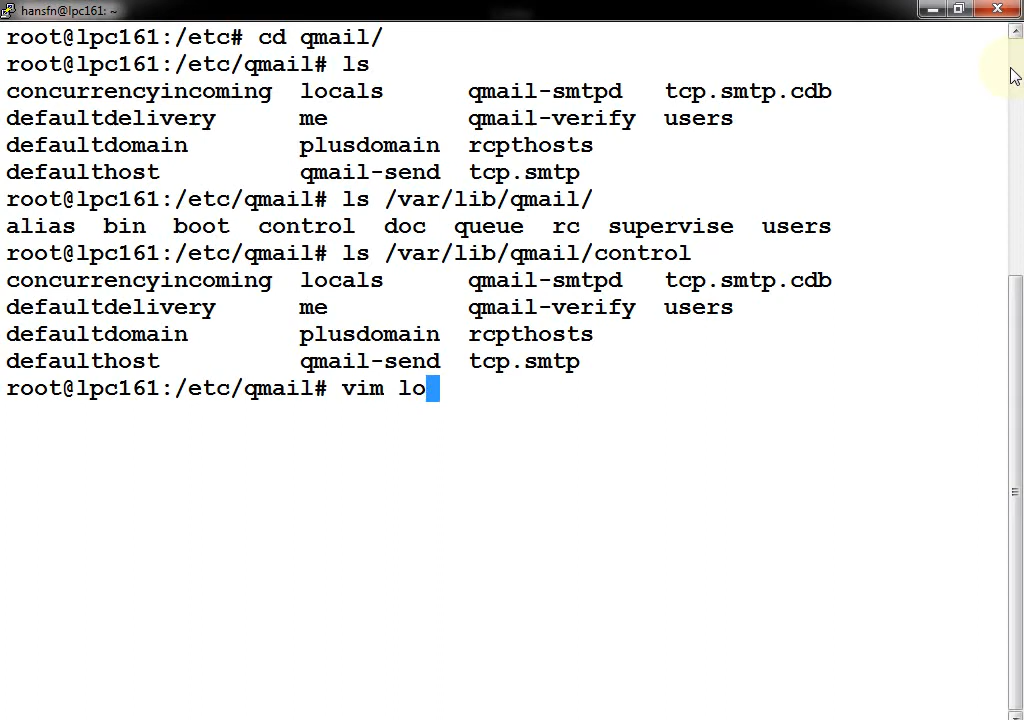 hansfn@lpc161: ~
root@lpc161:/etc# cd qmail/
root@lpc161:/etc/qmail# ls
concurrencyincoming  locals      qmail-smtpd   tcp.smtp.cdb
defaultdelivery      me          qmail-verify  users
defaultdomain        plusdomain  rcpthosts
defaulthost          qmail-send  tcp.smtp
root@lpc161:/etc/qmail# ls /var/lib/qmail/
alias  bin  boot  control  doc  queue  rc  supervise  users
root@lpc161:/etc/qmail# ls /var/lib/qmail/control
concurrencyincoming  locals      qmail-smtpd   tcp.smtp.cdb
defaultdelivery      me          qmail-verify  users
defaultdomain        plusdomain  rcpthosts
defaulthost          qmail-send  tcp.smtp
root@lpc161:/etc/qmail# vim lo